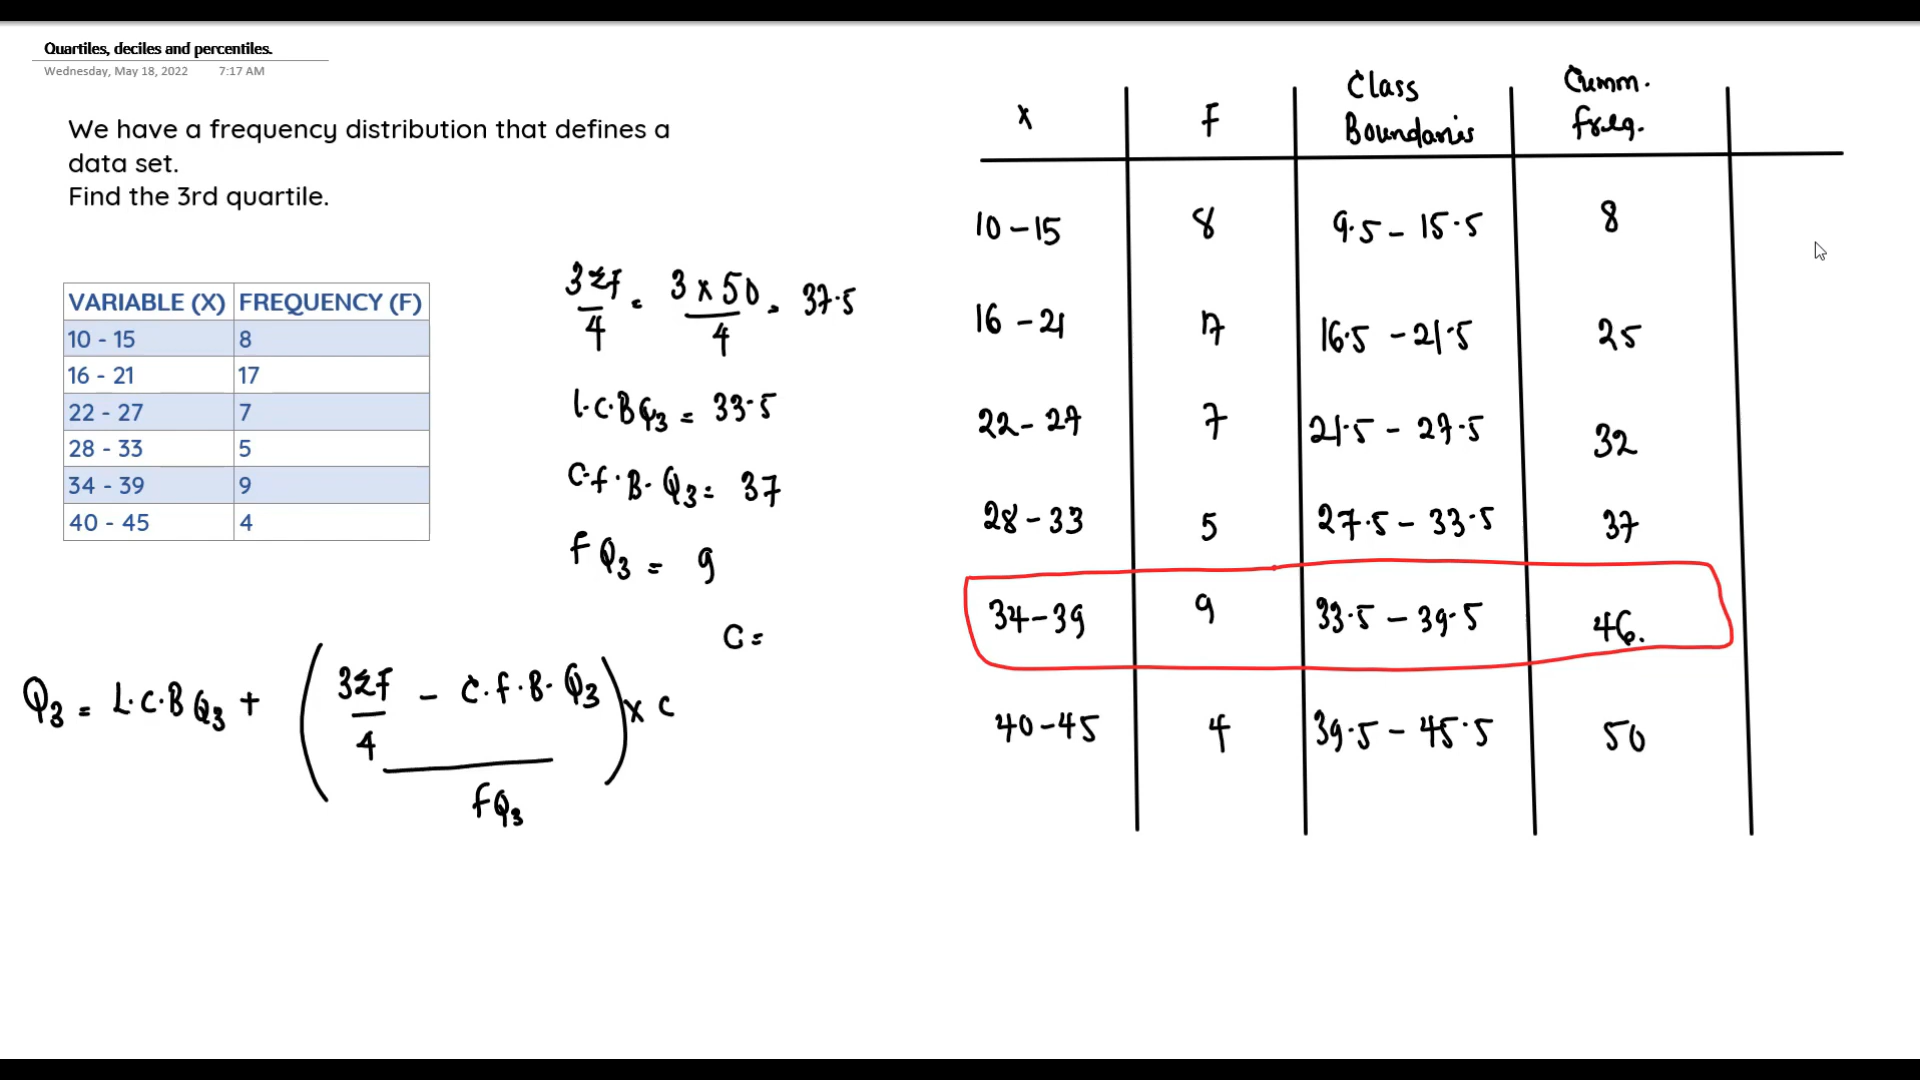 Quartiles, deciles and percentiles.
Wednesday, May 18, 2022 7:17 AM
We have a frequency distribution that defines a
data set.
Find the 3rd quartile.
VARIABLE (X) FREQUENCY (F)
10 - 15 8
16 - 21 17
22 - 27 7
28 - 33 5
34 - 39 9
40 - 45 4
3ΣF/4 = 3 x 50/4 = 37.5
L.C.B Q3 = 33.5
C.f.B. Q3 = 37
F Q3 = 9
C =
Q3 = L.C.B Q3 + (3ΣF/4 - C.f.B. Q3 / FQ3) x C
X F Class Boundaries Cumm. freq.
10 - 15 8 9.5 - 15.5 8
16 - 21 17 16.5 - 21.5 25
22 - 27 7 21.5 - 27.5 32
28 - 33 5 27.5 - 33.5 37
34 - 39 9 33.5 - 39.5 46.
40 - 45 4 39.5 - 45.5 50